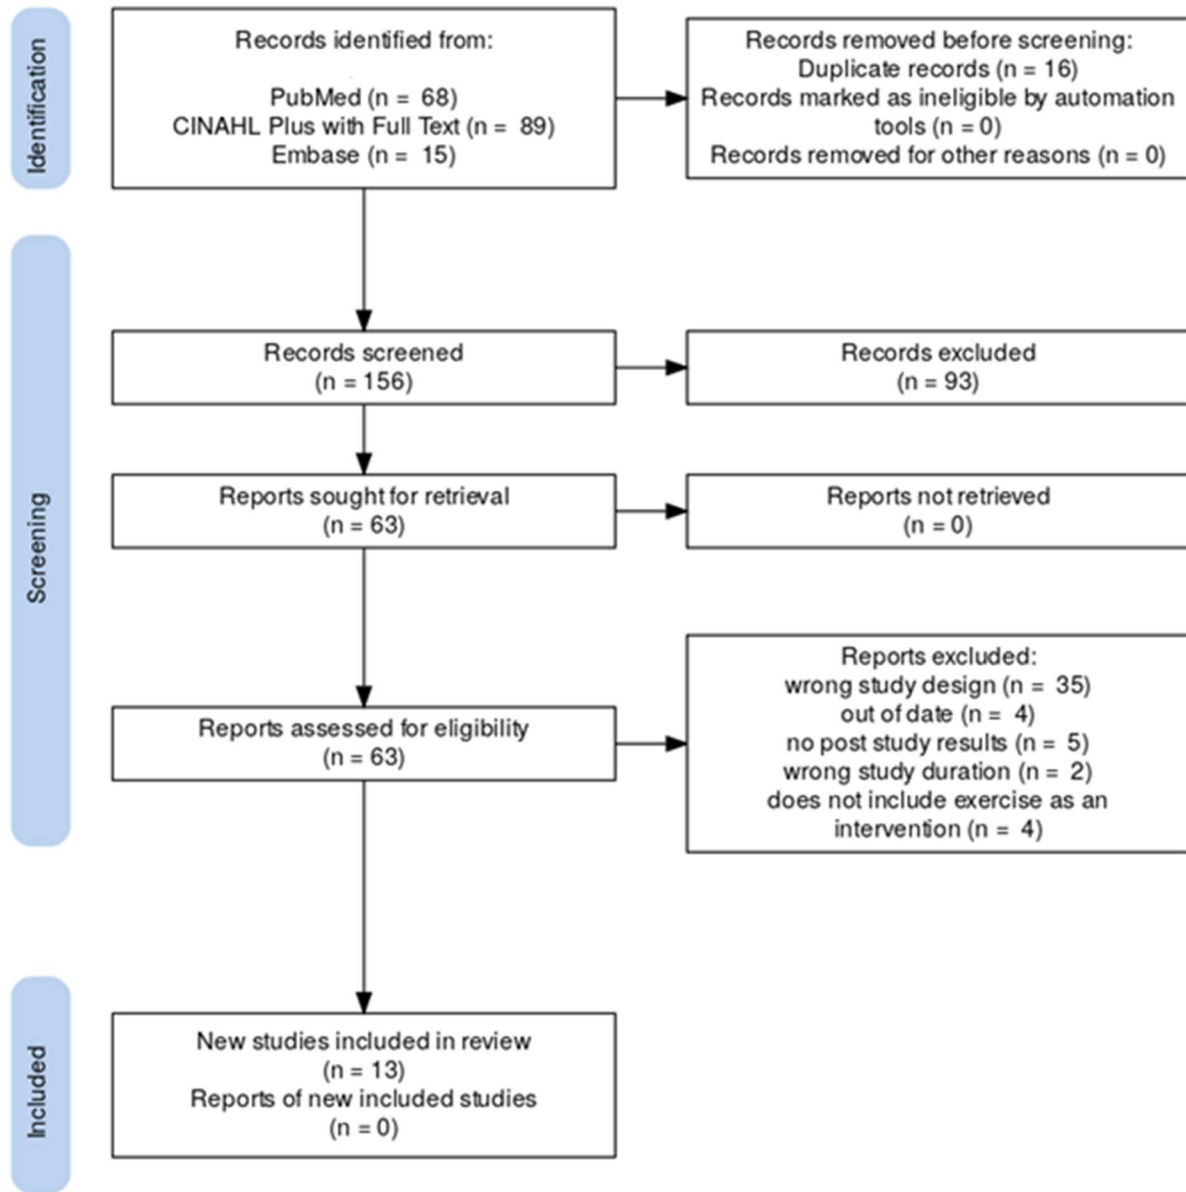 Identification
Records identified from:
PubMed (n = 68)
CINAHL Plus with Full Text (n = 89)
Embase (n = 15)
Records removed before screening:
Duplicate records (n = 16)
Records marked as ineligible by automation
tools (n = 0)
Records removed for other reasons (n = 0)
Screening
Records screened
(n = 156)
Records excluded
(n = 93)
Reports sought for retrieval
(n = 63)
Reports not retrieved
(n = 0)
Reports assessed for eligibility
(n = 63)
Reports excluded:
wrong study design (n = 35)
out of date (n = 4)
no post study results (n = 5)
wrong study duration (n = 2)
does not include exercise as an
intervention (n = 4)
Included
New studies included in review
(n = 13)
Reports of new included studies
(n = 0)